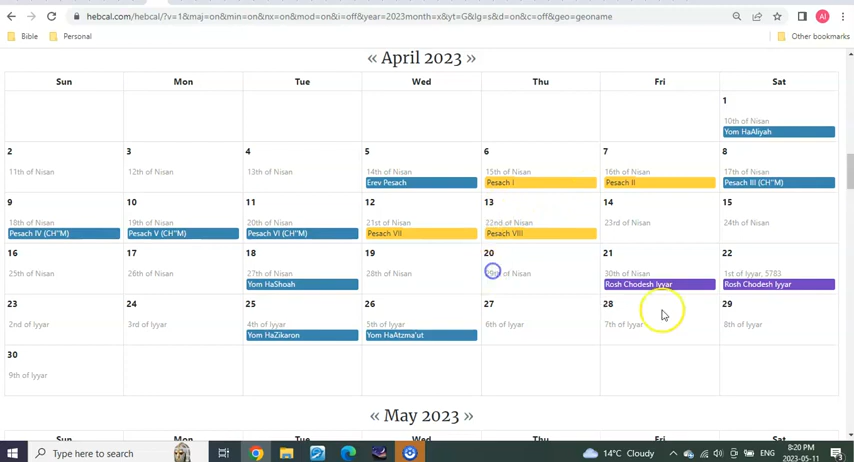 hebcal.com/hebcal/?v=1&maj=on&min=on&nx=on&mod=on&i=off&year=2023month=x&yt=G&lg=s&d=on&c=off&geo=geoname
AI
Bible Personal Other bookmarks
« April 2023 »
Sun Mon Tue Wed Thu Fri Sat
1
10th of Nisan
Yom HaAliyah
2 3 4 5 6 7 8
11th of Nisan 12th of Nisan 13th of Nisan 14th of Nisan 15th of Nisan 16th of Nisan 17th of Nisan
Erev Pesach Pesach I Pesach II Pesach III (CH"M)
9 10 11 12 13 14 15
18th of Nisan 19th of Nisan 20th of Nisan 21st of Nisan 22nd of Nisan 23rd of Nisan 24th of Nisan
Pesach IV (CH"M) Pesach V (CH"M) Pesach VI (CH"M) Pesach VII Pesach VIII
16 17 18 19 20 21 22
25th of Nisan 26th of Nisan 27th of Nisan 28th of Nisan 29th of Nisan 30th of Nisan 1st of Iyyar, 5783
Yom HaShoah Rosh Chodesh Iyyar Rosh Chodesh Iyyar
23 24 25 26 27 28 29
2nd of Iyyar 3rd of Iyyar 4th of Iyyar 5th of Iyyar 6th of Iyyar 7th of Iyyar 8th of Iyyar
Yom HaZikaron Yom HaAtzma'ut
30
9th of Iyyar
« May 2023 »
Sun Mon Tue Wed Thu Fri Sat
Type here to search 14°C Cloudy ENG 8:20 PM
2023-05-11